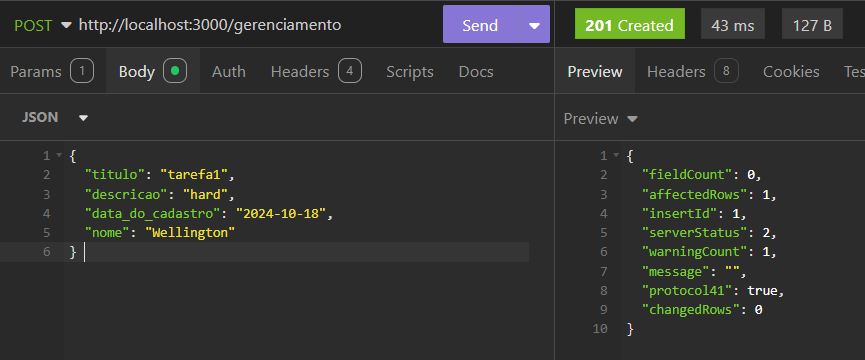 POST http://localhost:3000/gerenciamento Send 201 Created 43 ms 127 B
Params 1 Body Auth Headers 4 Scripts Docs Preview Headers 8 Cookies Tes
JSON
1 {
2 "titulo": "tarefa1",
3 "descricao": "hard",
4 "data_do_cadastro": "2024-10-18",
5 "nome": "Wellington"
6 }
Preview
1 {
2 "fieldCount": 0,
3 "affectedRows": 1,
4 "insertId": 1,
5 "serverStatus": 2,
6 "warningCount": 1,
7 "message": "",
8 "protocol41": true,
9 "changedRows": 0
10 }